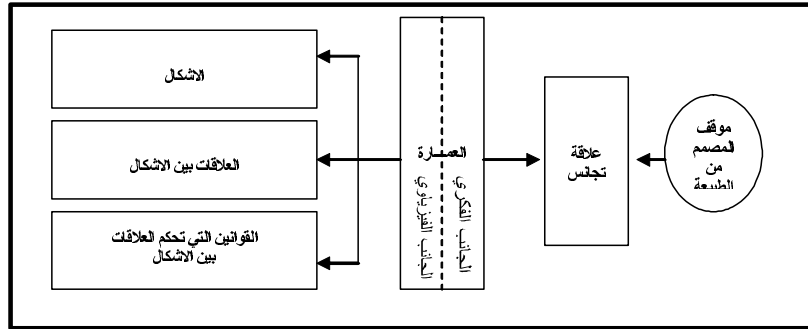 موقف
المصمم
من
الطبيعة
علاقة
تجانس
العمــارة
الجانب الفكري
الجانب الفيزياوي
الاشكال
العلاقات بين الاشكال
القوانين التي تحكم العلاقات
بين الاشكال